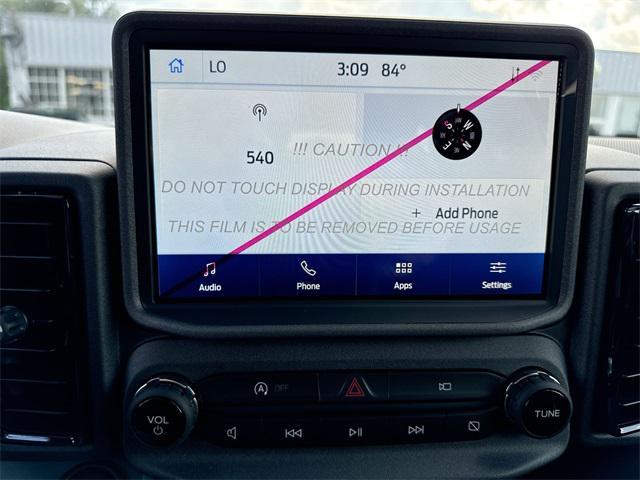 LO 3:09 84°
540
!!! CAUTION !!!
DO NOT TOUCH DISPLAY DURING INSTALLATION
+ Add Phone
THIS FILM IS TO BE REMOVED BEFORE USAGE
Audio Phone Apps Settings
OFF
VOL
TUNE